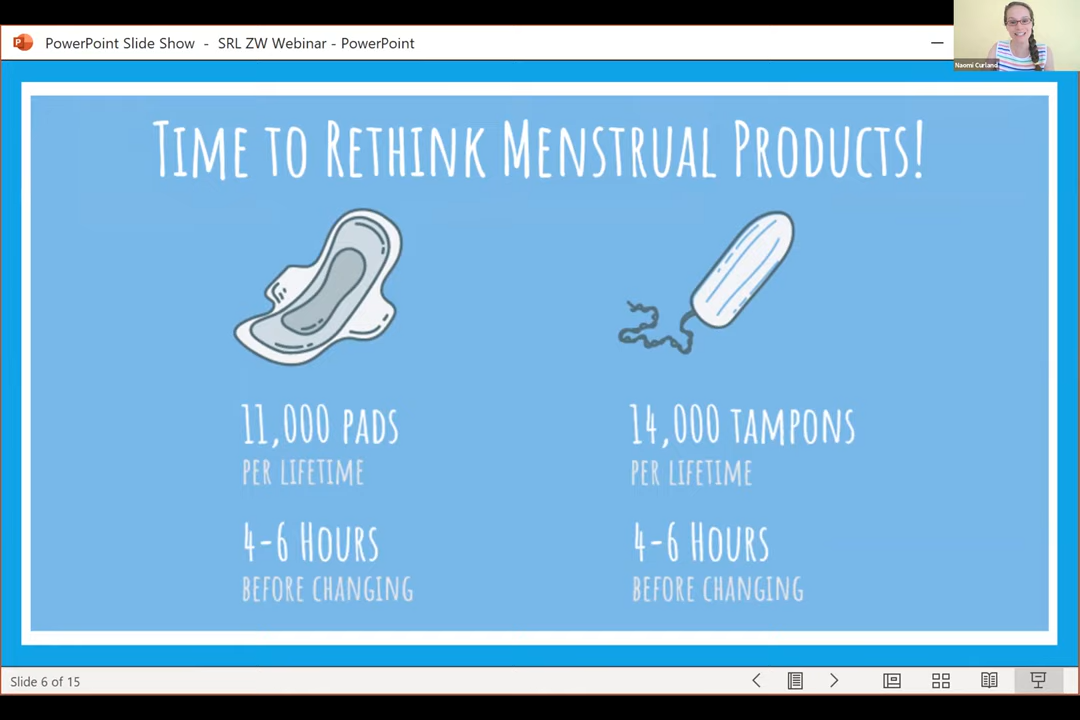 PowerPoint Slide Show - SRL ZW Webinar - PowerPoint
Naomi Curland
TIME TO RETHINK MENSTRUAL PRODUCTS!
11,000 PADS
PER LIFETIME
4-6 HOURS
BEFORE CHANGING
14,000 TAMPONS
PER LIFETIME
4-6 HOURS
BEFORE CHANGING
Slide 6 of 15